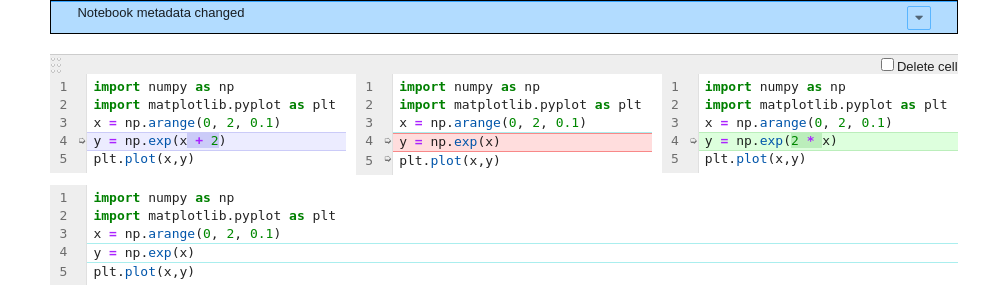 Notebook metadata changed
Delete cell
1 import numpy as np
2 import matplotlib.pyplot as plt
3 x = np.arange(0, 2, 0.1)
4 y = np.exp(x + 2)
5 plt.plot(x,y)
1 import numpy as np
2 import matplotlib.pyplot as plt
3 x = np.arange(0, 2, 0.1)
4 y = np.exp(x)
5 plt.plot(x,y)
1 import numpy as np
2 import matplotlib.pyplot as plt
3 x = np.arange(0, 2, 0.1)
4 y = np.exp(2 * x)
5 plt.plot(x,y)
1 import numpy as np
2 import matplotlib.pyplot as plt
3 x = np.arange(0, 2, 0.1)
4 y = np.exp(x)
5 plt.plot(x,y)